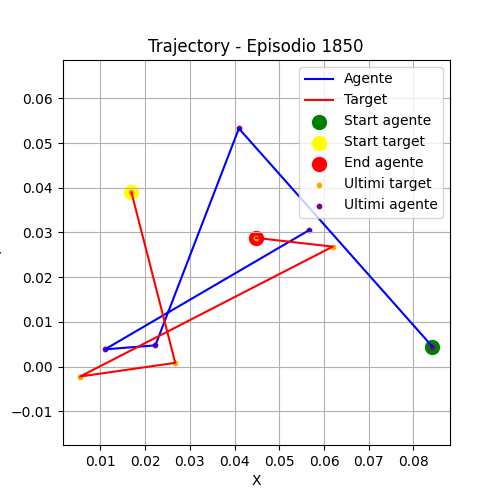 Trajectory - Episodio 1850
Agente
Target
Start agente
Start target
End agente
Ultimi target
Ultimi agente
0.06
0.05
0.04
0.03
0.02
0.01
0.00
−0.01
0.01 0.02 0.03 0.04 0.05 0.06 0.07 0.08
X